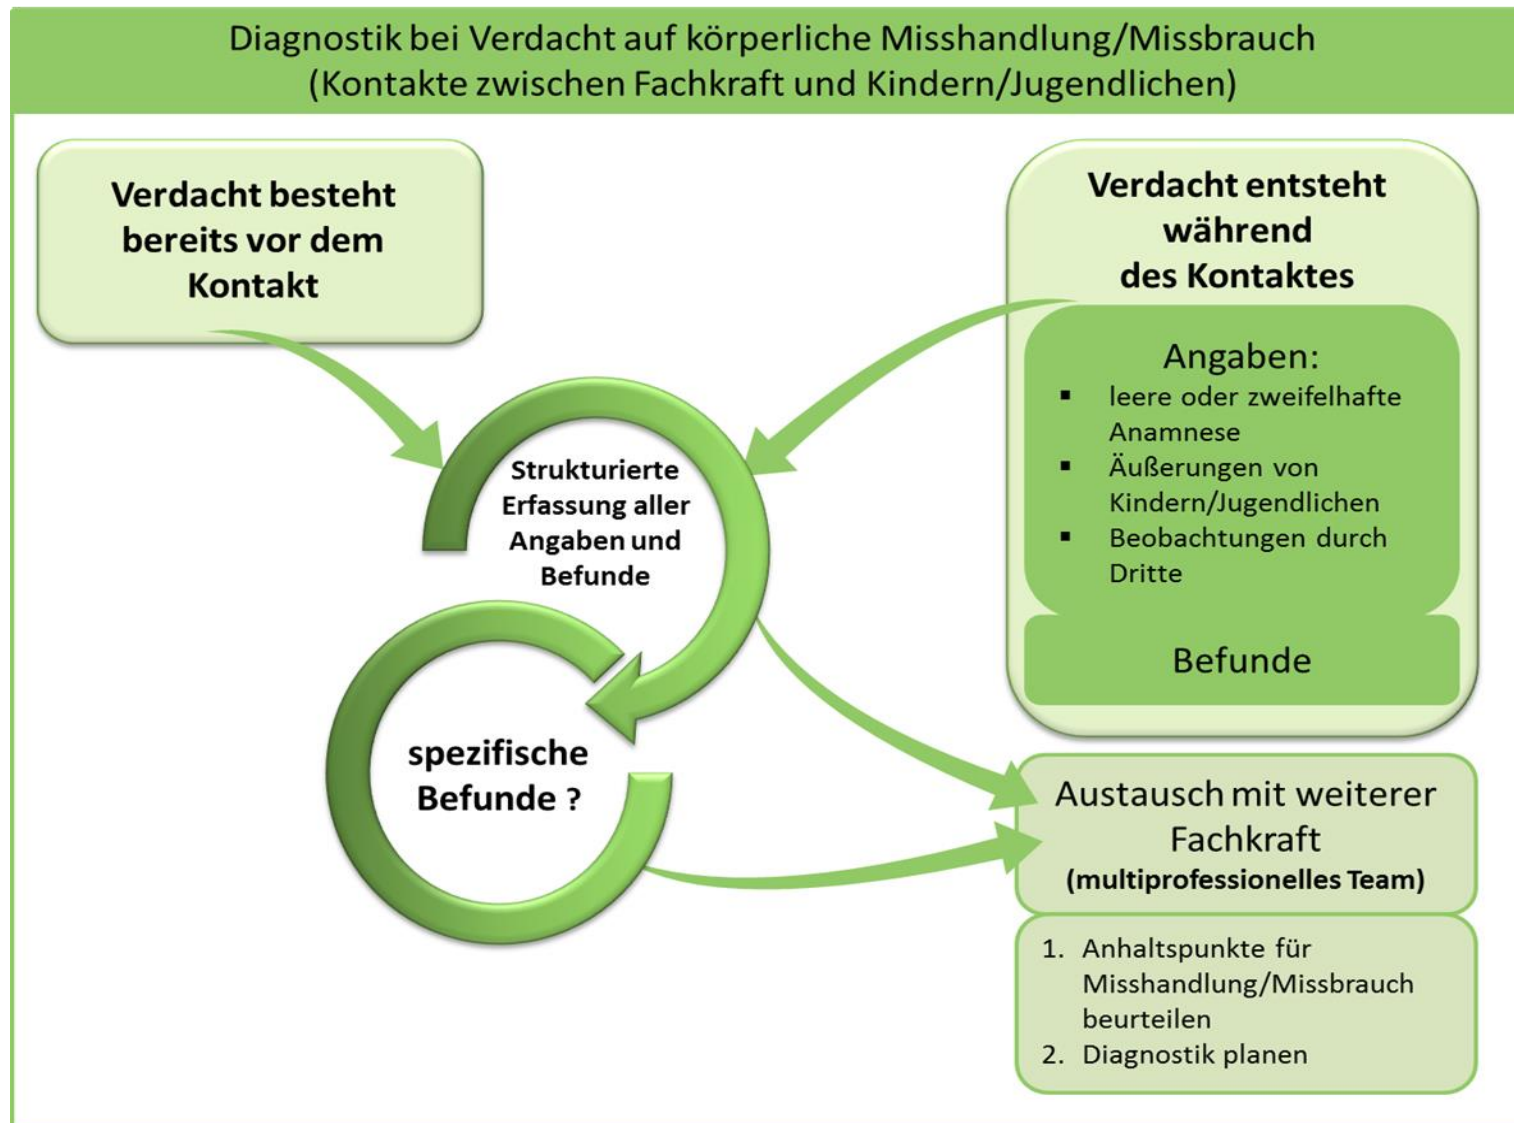 Diagnostik bei Verdacht auf körperliche Misshandlung/Missbrauch
(Kontakte zwischen Fachkraft und Kindern/Jugendlichen)
Verdacht besteht
bereits vor dem
Kontakt
Verdacht entsteht
während
des Kontaktes
Angaben:
▪ leere oder zweifelhafte
Anamnese
▪ Äußerungen von
Kindern/Jugendlichen
▪ Beobachtungen durch
Dritte
Befunde
Strukturierte
Erfassung aller
Angaben und
Befunde
spezifische
Befunde ?
Austausch mit weiterer
Fachkraft
(multiprofessionelles Team)
1. Anhaltspunkte für
Misshandlung/Missbrauch
beurteilen
2. Diagnostik planen